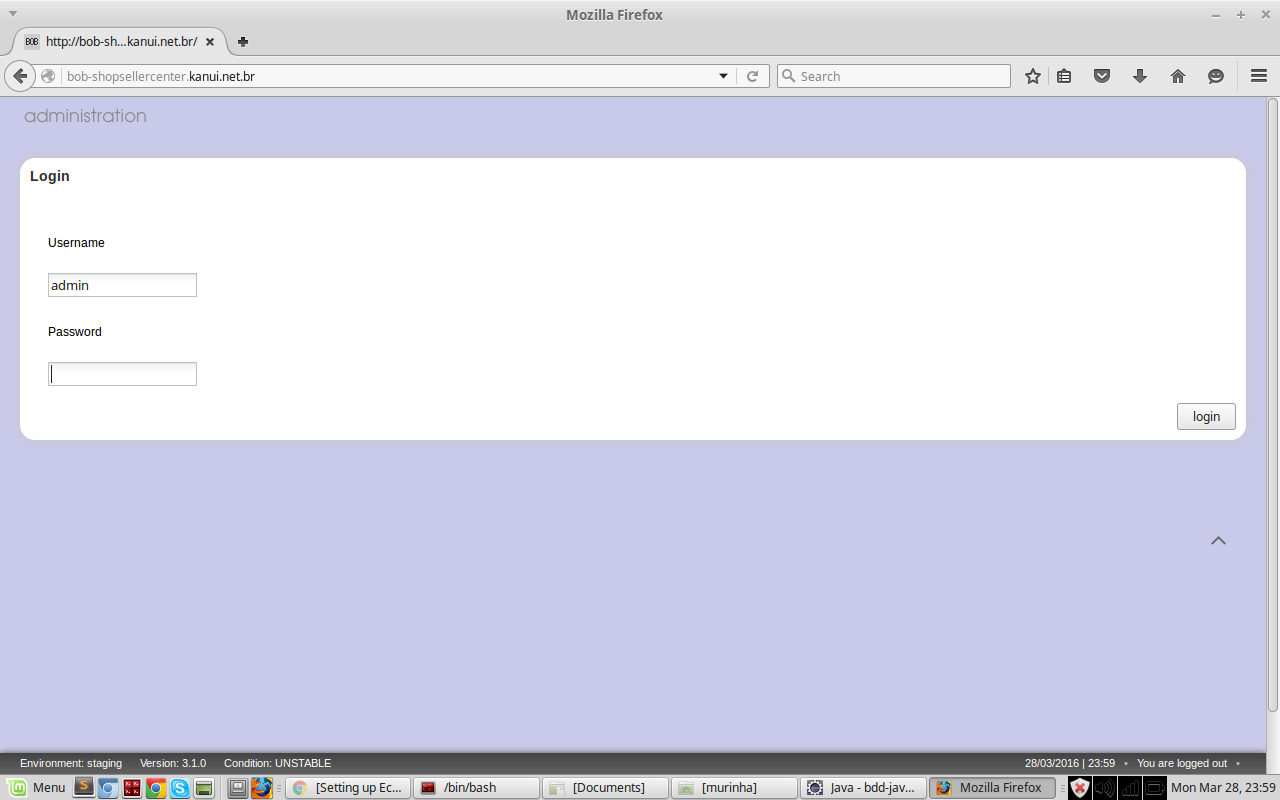 Mozilla Firefox
BOB http://bob-sh...kanui.net.br/
bob-shopsellercenter.kanui.net.br
Search
administration
Login
Username
admin
Password
login
Environment: staging Version: 3.1.0 Condition: UNSTABLE 28/03/2016 | 23:59 • You are logged out •
Menu [Setting up Ec... /bin/bash [Documents] [murinha] Java - bdd-jav... Mozilla Firefox Mon Mar 28, 23:59